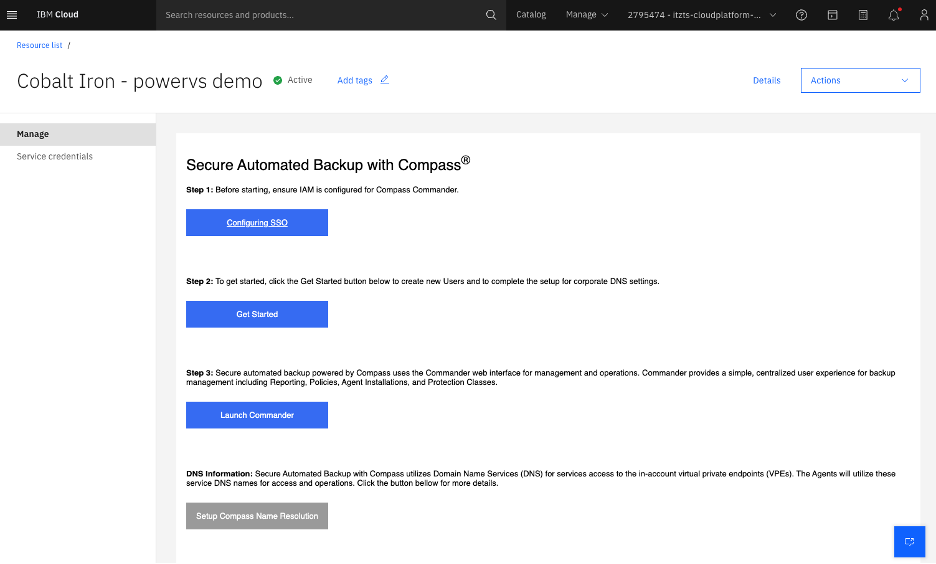 IBM Cloud
Search resources and products...
Catalog
Manage
2795474 - itzts-cloudplatform-...
Resource list /
Cobalt Iron - powervs demo
Active
Add tags
Details
Actions
Manage
Service credentials
Secure Automated Backup with Compass®
Step 1: Before starting, ensure IAM is configured for Compass Commander.
Configuring SSO
Step 2: To get started, click the Get Started button below to create new Users and to complete the setup for corporate DNS settings.
Get Started
Step 3: Secure automated backup powered by Compass uses the Commander web interface for management and operations. Commander provides a simple, centralized user experience for backup
management including Reporting, Policies, Agent Installations, and Protection Classes.
Launch Commander
DNS Information: Secure Automated Backup with Compass utilizes Domain Name Services (DNS) for services access to the in-account virtual private endpoints (VPEs). The Agents will utilize these
service DNS names for access and operations. Click the button bellow for more details.
Setup Compass Name Resolution